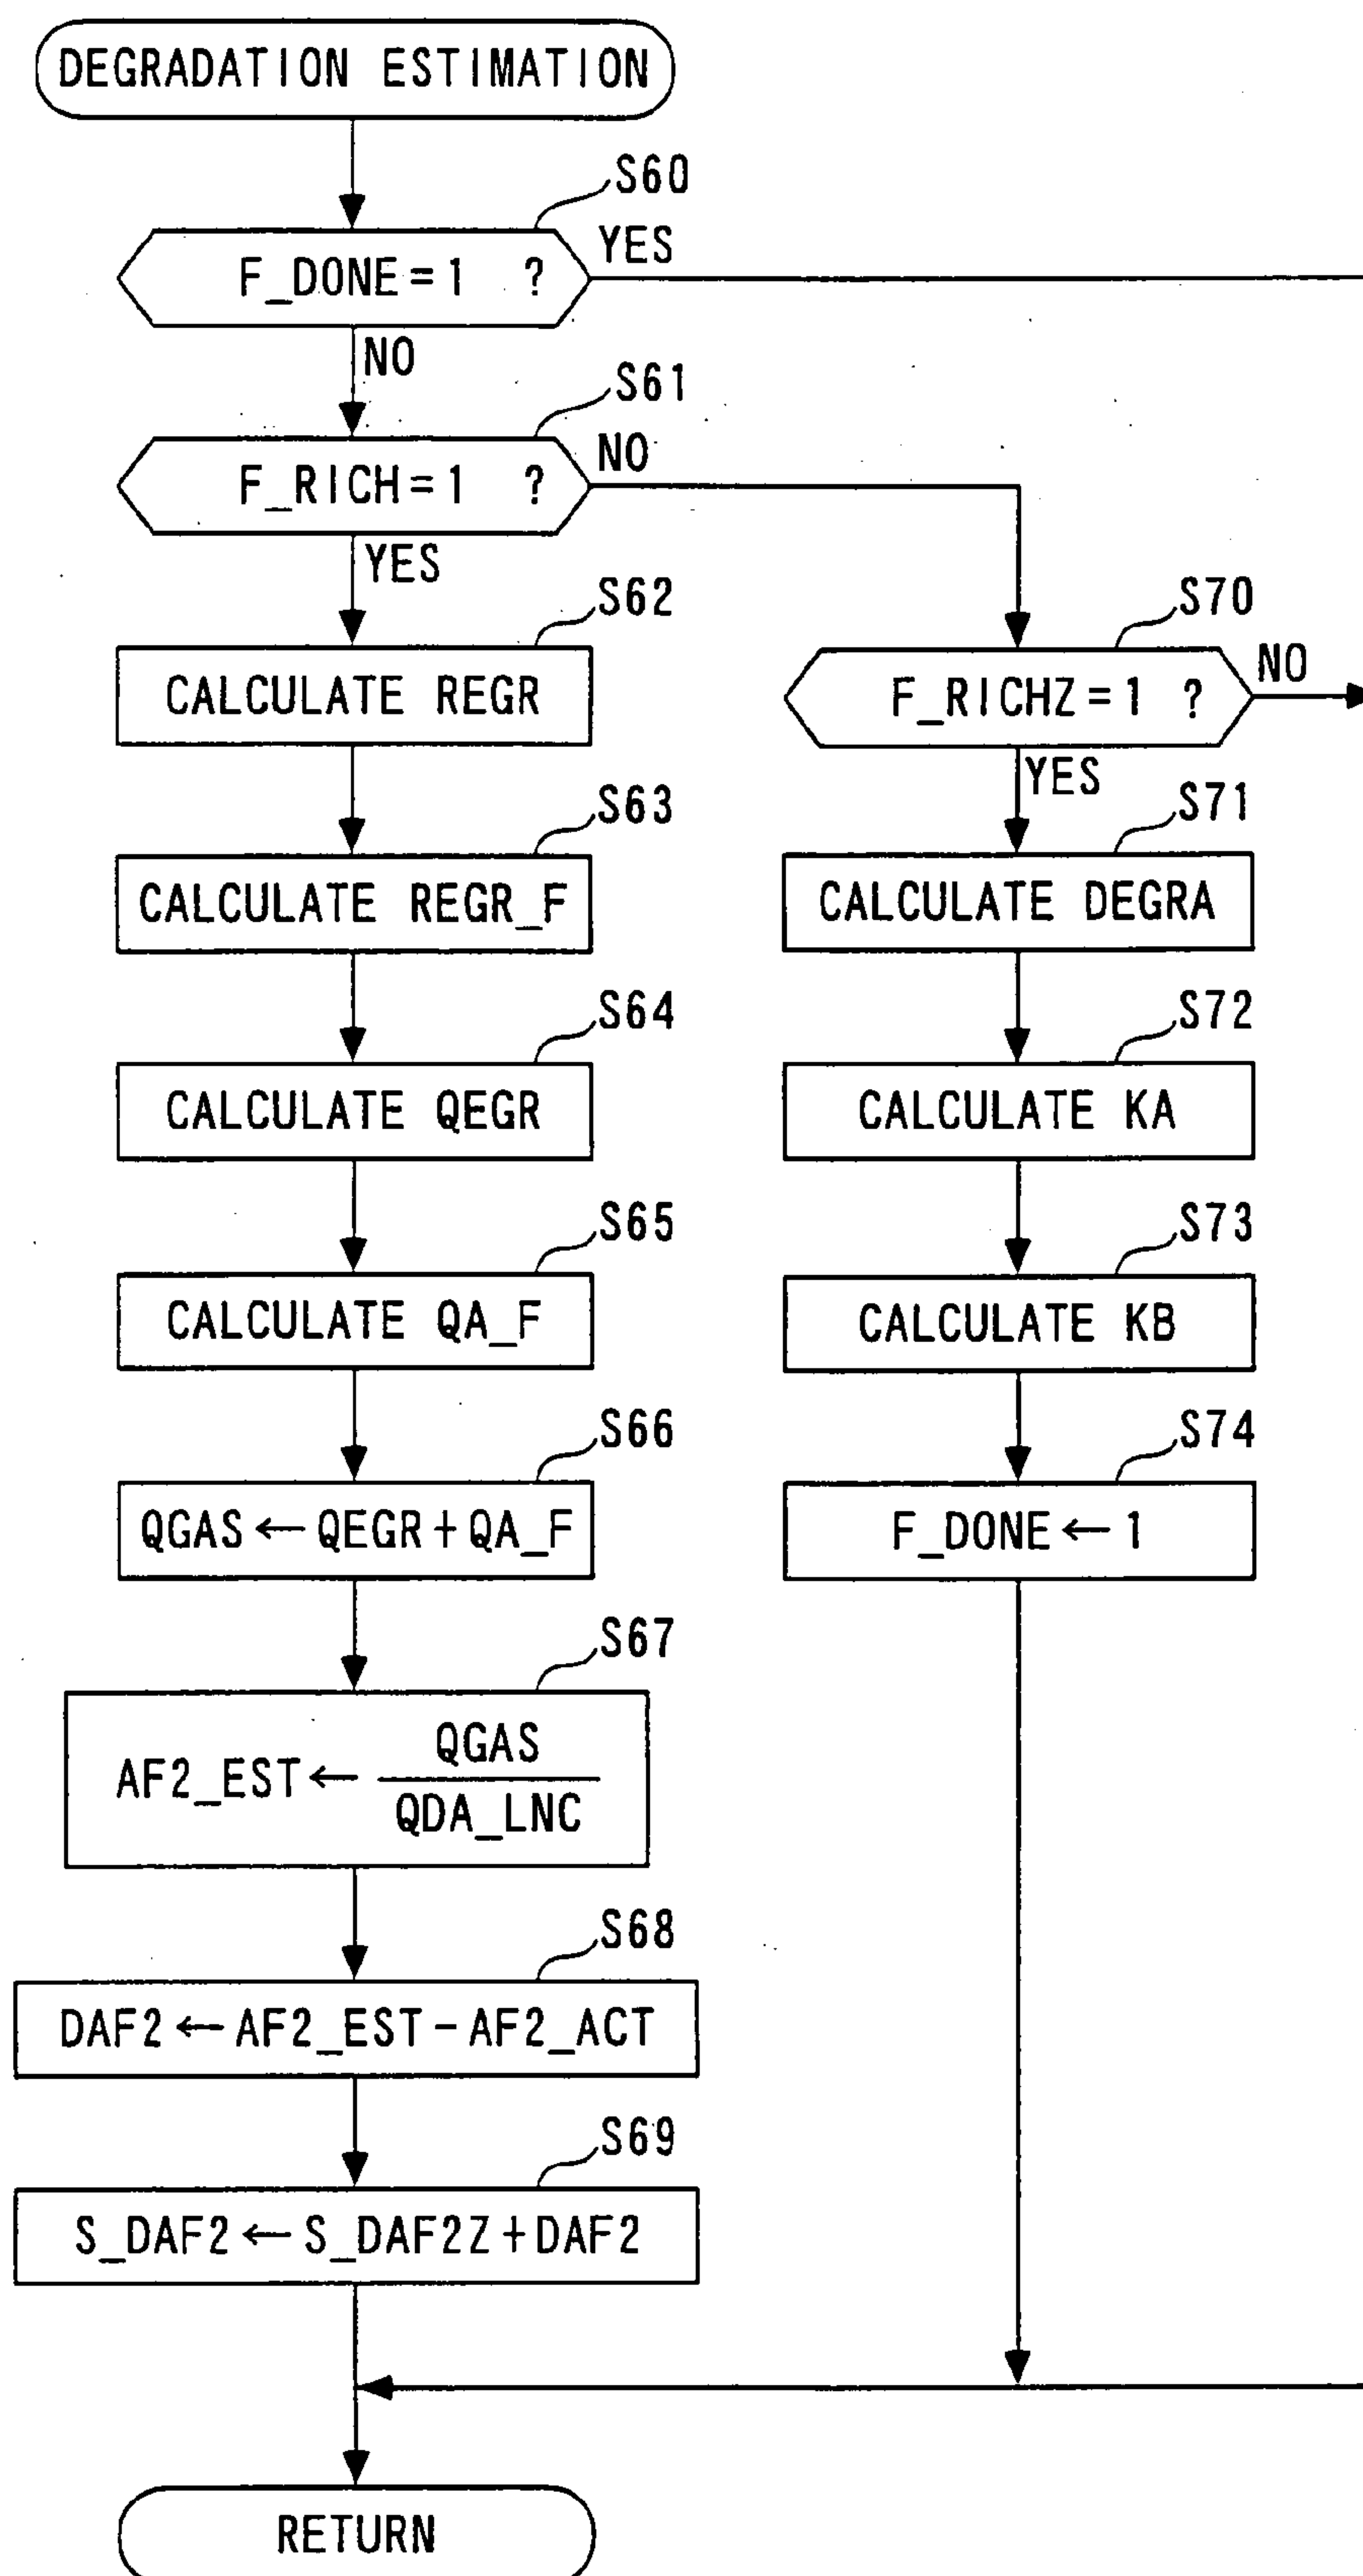 DEGRADATION ESTIMATION
S60
F_DONE=1 ?
YES
NO
S61
F_RICH=1 ?
NO
YES
S62
CALCULATE REGR
S63
CALCULATE REGR_F
S64
CALCULATE QEGR
S65
CALCULATE QA_F
S66
QGAS←QEGR+QA_F
S67
AF2_EST← QGAS
QDA_LNC
S68
DAF2←AF2_EST-AF2_ACT
S69
S_DAF2←S_DAF2Z+DAF2
S70
F_RICHZ=1 ?
NO
YES
S71
CALCULATE DEGRA
S72
CALCULATE KA
S73
CALCULATE KB
S74
F_DONE←1
RETURN